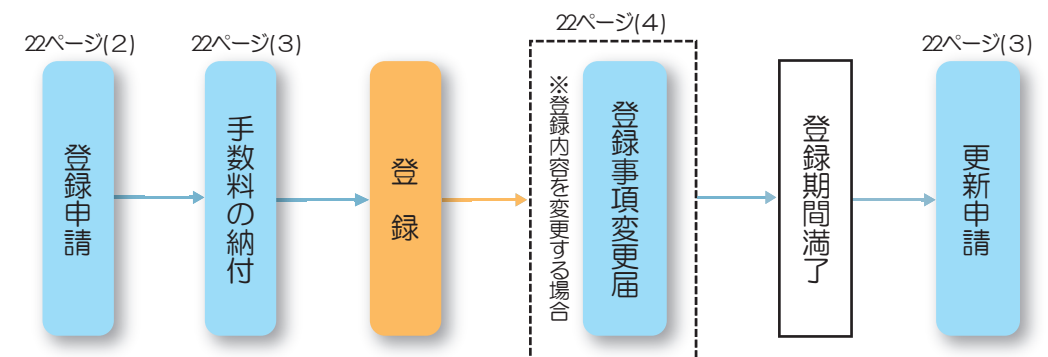 22ページ(2)
登録申請
22ページ(3)
手数料の納付
登録
22ページ(4)
※登録内容を変更する場合
登録事項変更届
登録期間満了
22ページ(3)
更新申請